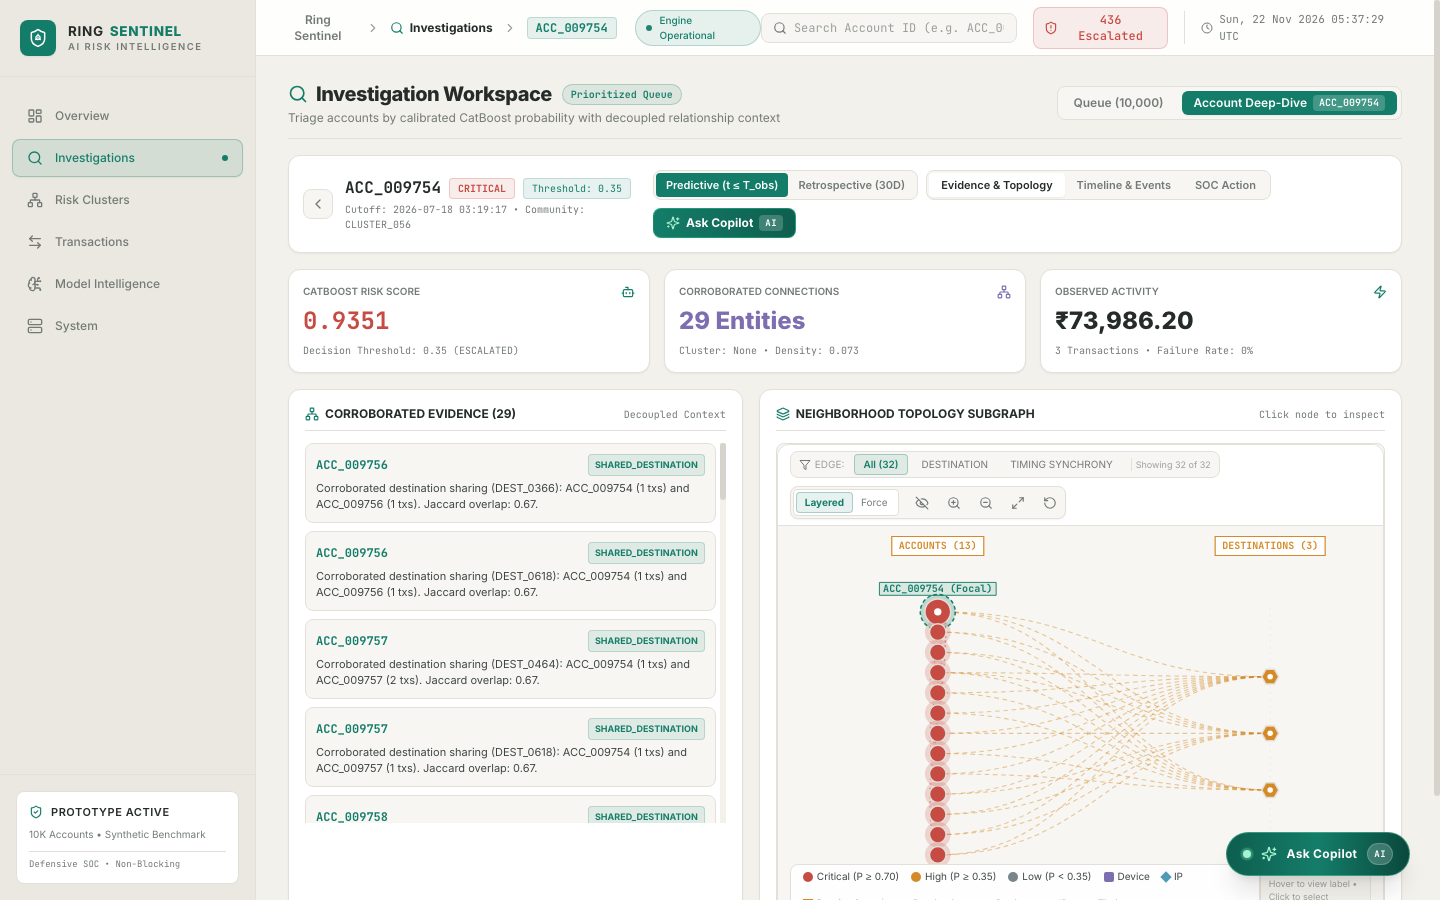 RING SENTINEL
AI RISK INTELLIGENCE
Overview
Investigations
Risk Clusters
Transactions
Model Intelligence
System
PROTOTYPE ACTIVE
10K Accounts • Synthetic Benchmark
Defensive SOC • Non-Blocking
Ring Sentinel
Investigations
ACC_009754
Engine Operational
Search Account ID (e.g. ACC_0
436 Escalated
Sun, 22 Nov 2026 05:37:29 UTC
Investigation Workspace
Prioritized Queue
Triage accounts by calibrated CatBoost probability with decoupled relationship context
Queue (10,000)
Account Deep-Dive ACC_009754
ACC_009754 CRITICAL Threshold: 0.35
Cutoff: 2026-07-18 03:19:17 • Community:
CLUSTER_056
Predictive (t ≤ T_obs) Retrospective (30D)
Evidence & Topology Timeline & Events SOC Action
Ask Copilot AI
CATBOOST RISK SCORE
0.9351
Decision Threshold: 0.35 (ESCALATED)
CORROBORATED CONNECTIONS
29 Entities
Cluster: None • Density: 0.073
OBSERVED ACTIVITY
₹73,986.20
3 Transactions • Failure Rate: 0%
CORROBORATED EVIDENCE (29) Decoupled Context
ACC_009756 SHARED_DESTINATION
Corroborated destination sharing (DEST_0366): ACC_009754 (1 txs) and
ACC_009756 (1 txs). Jaccard overlap: 0.67.
ACC_009756 SHARED_DESTINATION
Corroborated destination sharing (DEST_0618): ACC_009754 (1 txs) and
ACC_009756 (1 txs). Jaccard overlap: 0.67.
ACC_009757 SHARED_DESTINATION
Corroborated destination sharing (DEST_0464): ACC_009754 (1 txs) and
ACC_009757 (2 txs). Jaccard overlap: 0.67.
ACC_009757 SHARED_DESTINATION
Corroborated destination sharing (DEST_0618): ACC_009754 (1 txs) and
ACC_009757 (1 txs). Jaccard overlap: 0.67.
ACC_009758 SHARED_DESTINATION
NEIGHBORHOOD TOPOLOGY SUBGRAPH Click node to inspect
EDGE: All (32) DESTINATION TIMING SYNCHRONY Showing 32 of 32
Layered Force
ACCOUNTS (13)
DESTINATIONS (3)
ACC_009754 (Focal)
Critical (P ≥ 0.70) High (P ≥ 0.35) Low (P < 0.35) Device IP
Hover to view label •
Click to select
Ask Copilot AI